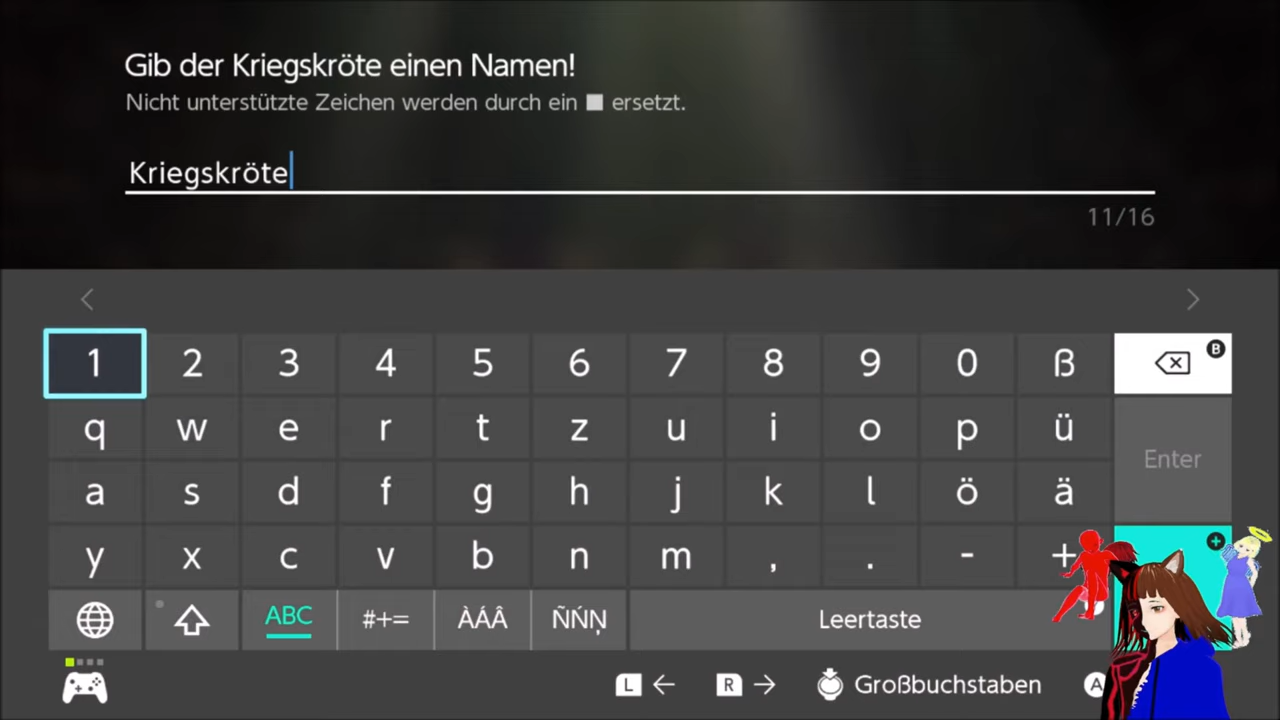 Gib der Kriegskröte einen Namen!
Nicht unterstützte Zeichen werden durch ein ■ ersetzt.
Kriegskröte
11/16
1 2 3 4 5 6 7 8 9 0 ß B
q w e r t z u i o p ü
Enter
a s d f g h j k l ö ä
y x c v b n m , . - + +
ABC #+= ÀÁÂ ÑŃŅ Leertaste
L ← R → Großbuchstaben A